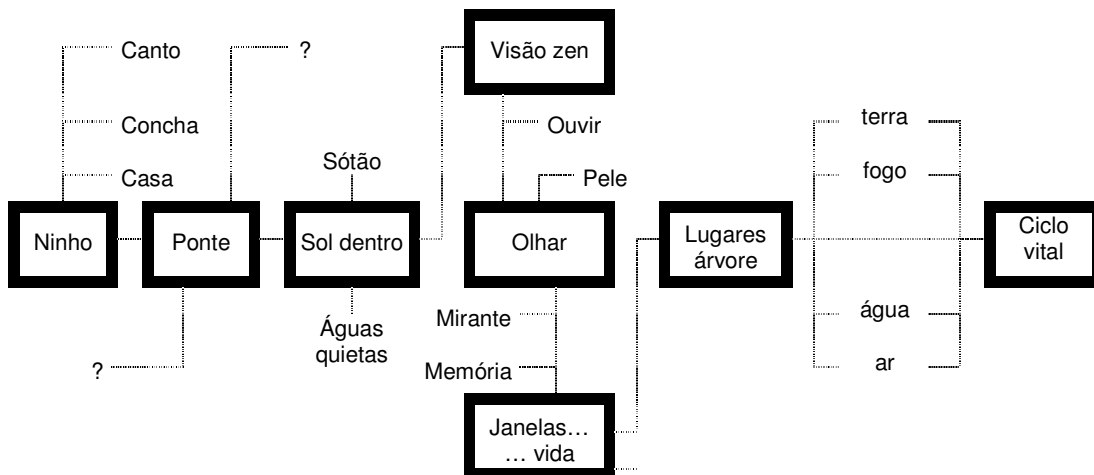 Canto
?
Visão zen
Concha
Ouvir
terra
Casa
Sótão
Pele
fogo
Ninho
Ponte
Sol dentro
Olhar
Lugares
árvore
Ciclo
vital
Águas
quietas
Mirante
água
?
Memória
ar
Janelas…
… vida